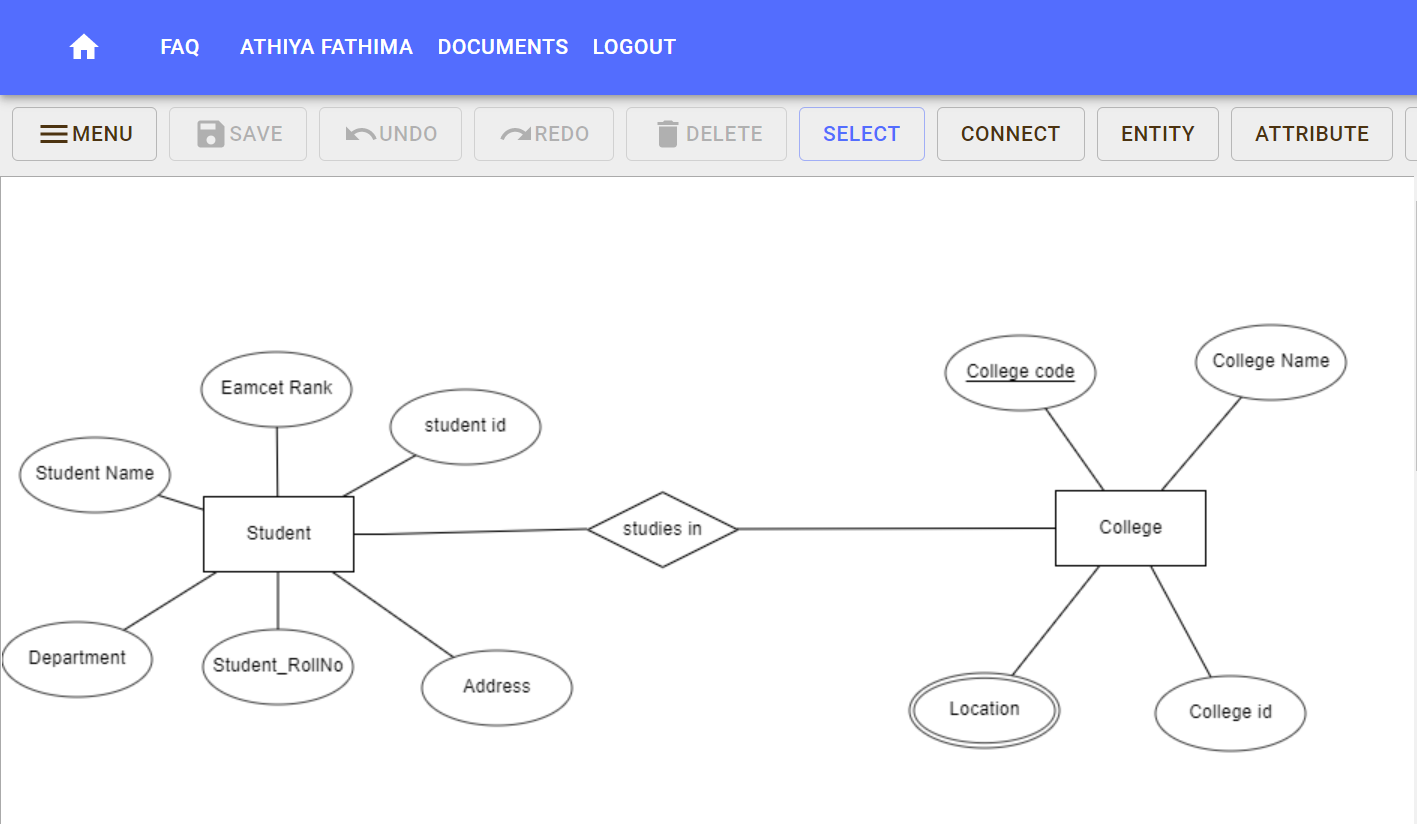 FAQ ATHIYA FATHIMA DOCUMENTS LOGOUT
MENU SAVE UNDO REDO DELETE SELECT CONNECT ENTITY ATTRIBUTE
Eamcet Rank
student id
Student Name
Student
Department
Student_RollNo
Address
studies in
College code
College Name
College
Location
College id